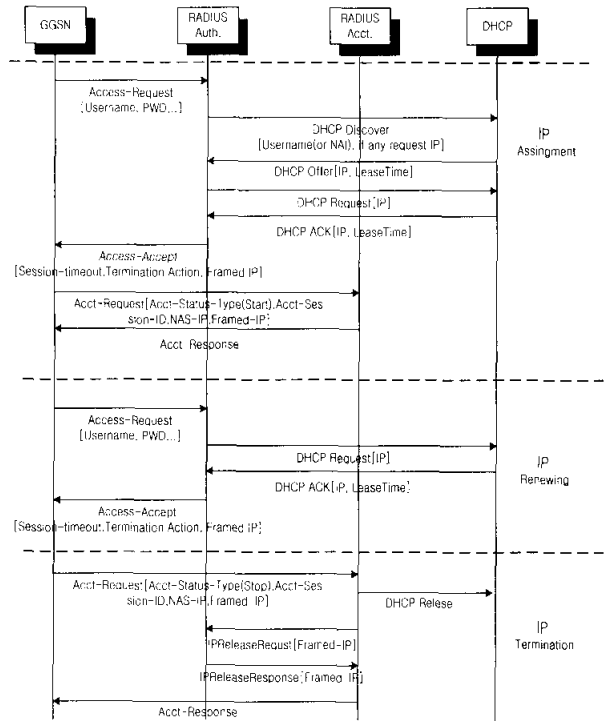 GGSN
RADIUS
Auth.
RADIUS
Acct.
DHCP
Access-Request
[Username, PWD...]
DHCP Discover
[Username(or NAI), if any request IP]
IP
Assingment
DHCP Offer[IP, LeaseTime]
DHCP Request[IP]
DHCP ACK[IP, LeaseTime]
Access-Accept
[Session-timeout,Termination Action, Framed IP]
Acct-Request[Acct-Status-Type(Start),Acct-Ses
sion-ID,NAS-IP,Framed-IP]
Acct Response
Access-Request
[Username, PWD...]
DHCP Request[IP]
IP
Renewing
DHCP ACK[IP, LeaseTime]
Access-Accept
[Session-timeout,Termination Action, Framed IP]
Acct-Request[Acct-Status-Type(Stop),Acct-Ses
sion-ID,NAS-IP,Framed IP]
DHCP Relese
IP
Termination
IPReleaseRequst[Framed-IP]
IPReleaseResponse[Framed IP]
Acct-Response